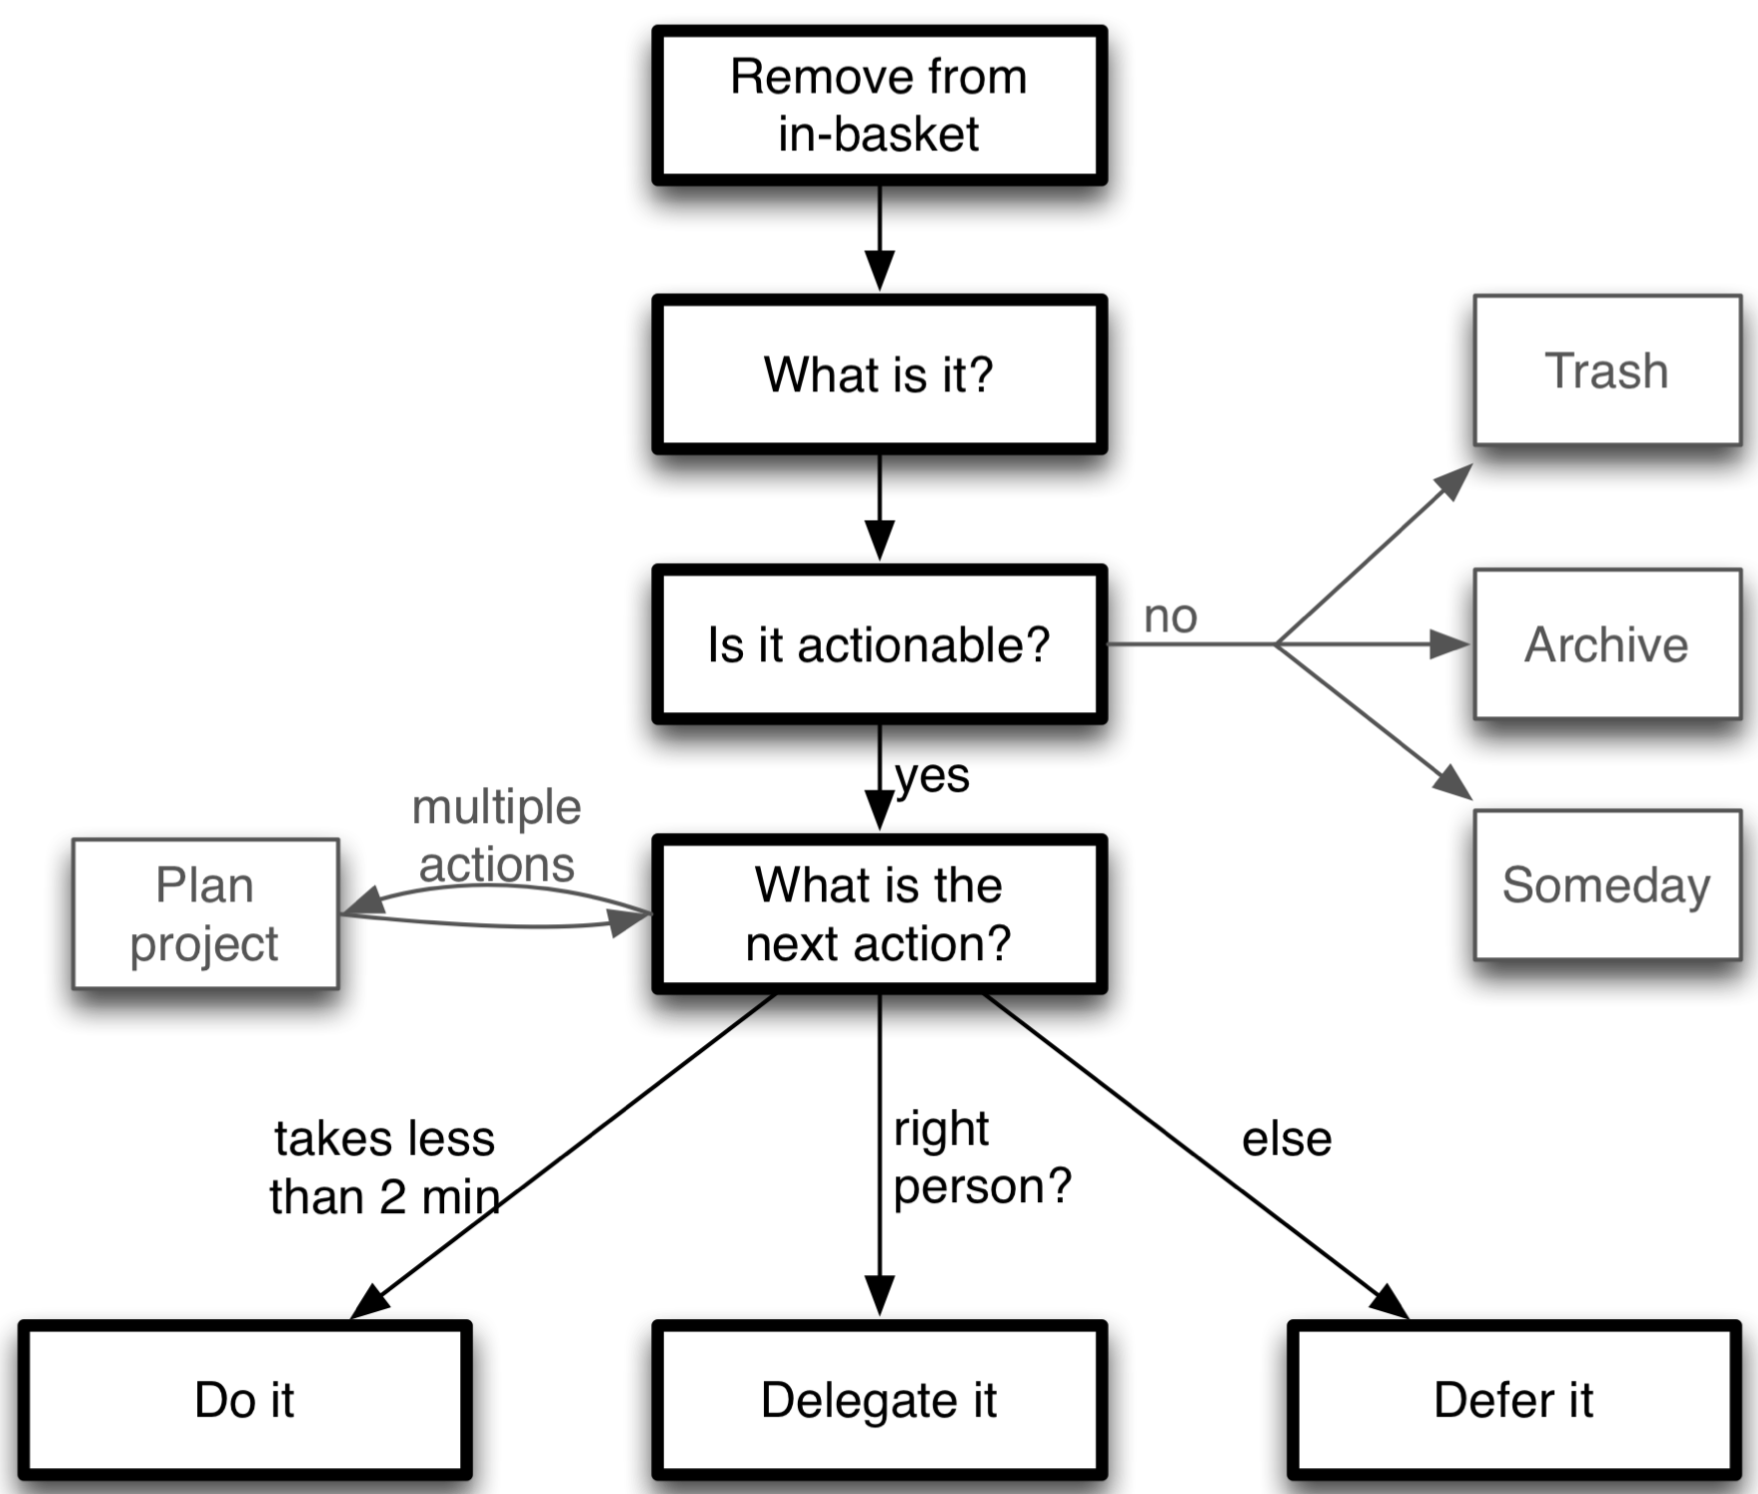 Remove from
in-basket
What is it?
Trash
Is it actionable?
no
Archive
yes
multiple
actions
Plan
project
What is the
next action?
Someday
takes less
than 2 min
right
person?
else
Do it
Delegate it
Defer it